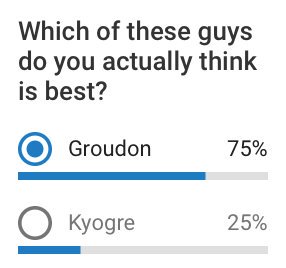 Which of these guys
do you actually think
is best?
Groudon 75%
Kyogre 25%